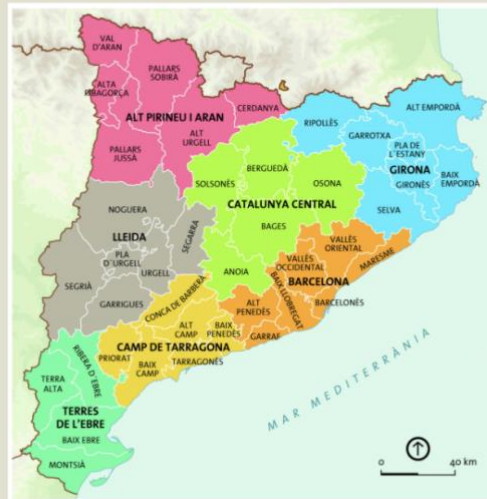 VAL
D'ARAN
PALLARS
SOBIRÀ
ALTA
RIBAGORÇA
ALT PIRINEU I ARAN
CERDANYA
ALT
URGELL
PALLARS
JUSSÀ
RIPOLLÈS
ALT EMPORDÀ
GARROTXA
PLA DE
L'ESTANY
GIRONA
GIRONÈS
BAIX
EMPORDÀ
SELVA
BERGUEDÀ
SOLSONÈS
OSONA
CATALUNYA CENTRAL
BAGES
ANOIA
NOGUERA
LLEIDA
SEGARRA
PLA
D'URGELL
URGELL
SEGRIÀ
GARRIGUES
VALLÈS
ORIENTAL
VALLÈS
OCCIDENTAL
MARESME
BARCELONA
BAIX LLOBREGAT
BARCELONÈS
ALT
PENEDÈS
GARRAF
CONCA DE BARBERÀ
ALT
CAMP
BAIX
PENEDÈS
CAMP DE TARRAGONA
PRIORAT
BAIX
CAMP
TARRAGONÈS
RIBERA D'EBRE
TERRA
ALTA
TERRES
DE L'EBRE
BAIX EBRE
MONTSIÀ
MAR MEDITERRÀNIA
0 40 km